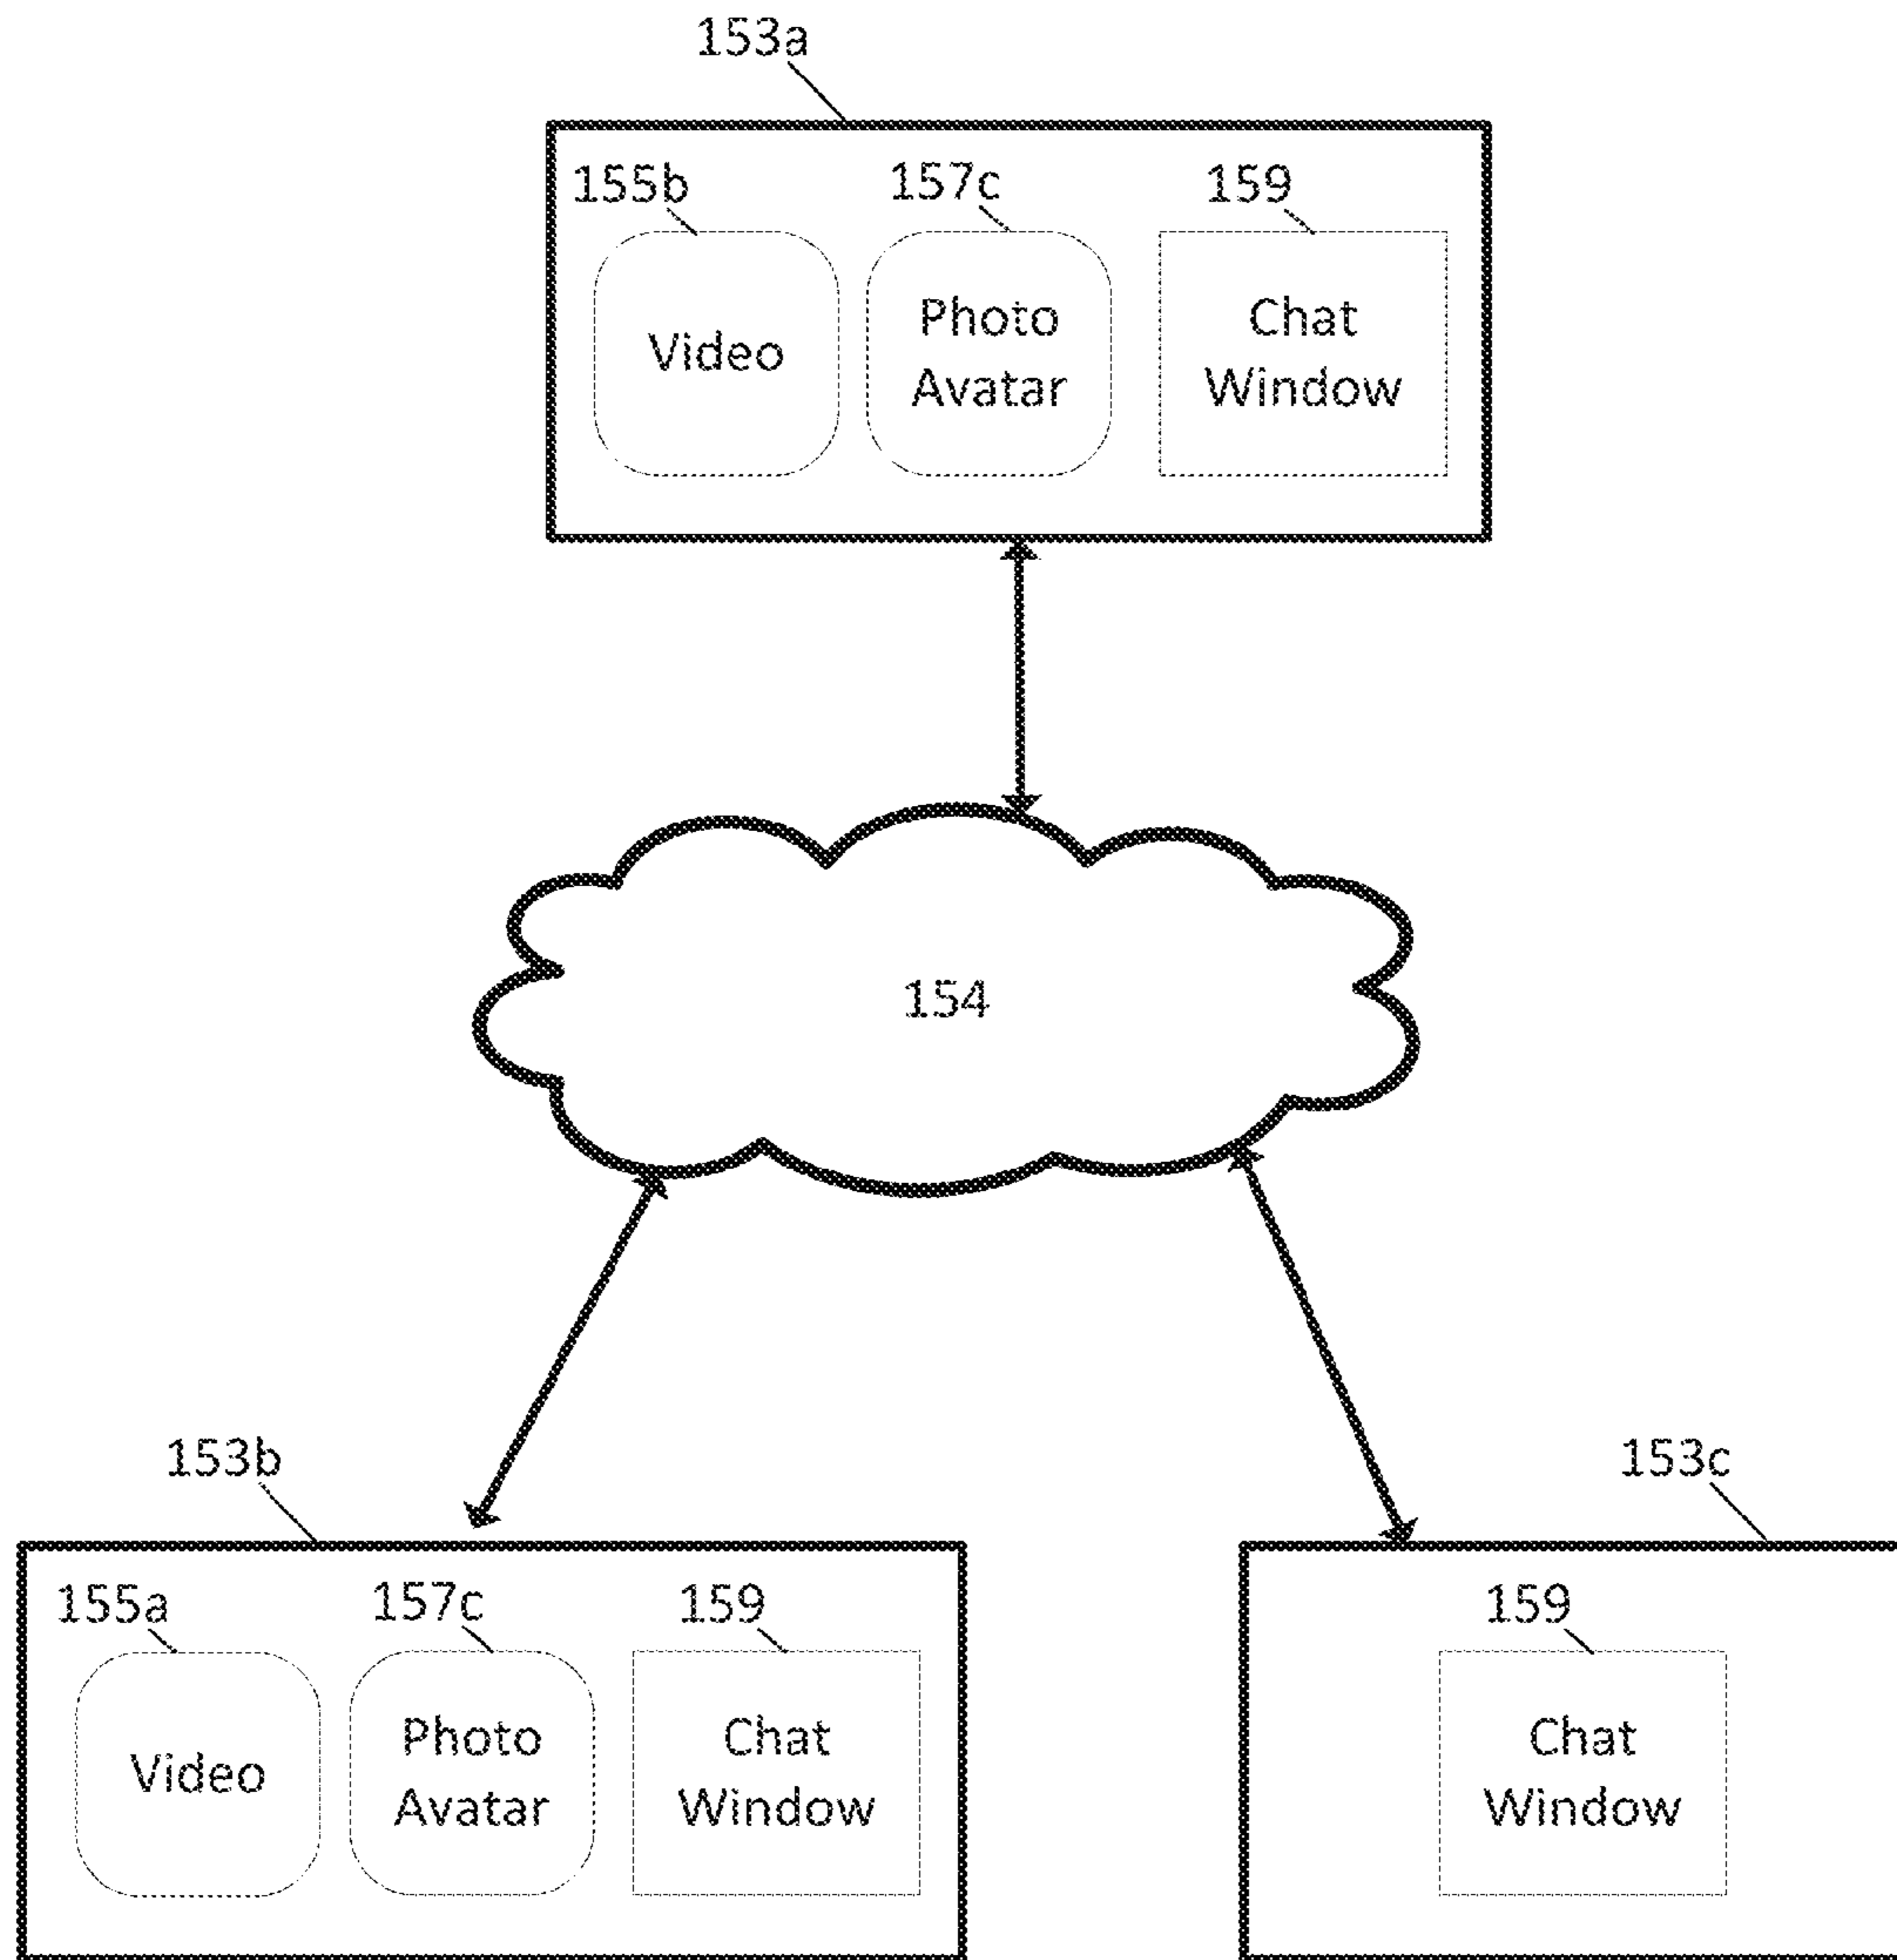 153a
155b
157c
159
Video
Photo
Avatar
Chat
Window
154
153b
153c
155a
157c
159
159
Video
Photo
Avatar
Chat
Window
Chat
Window